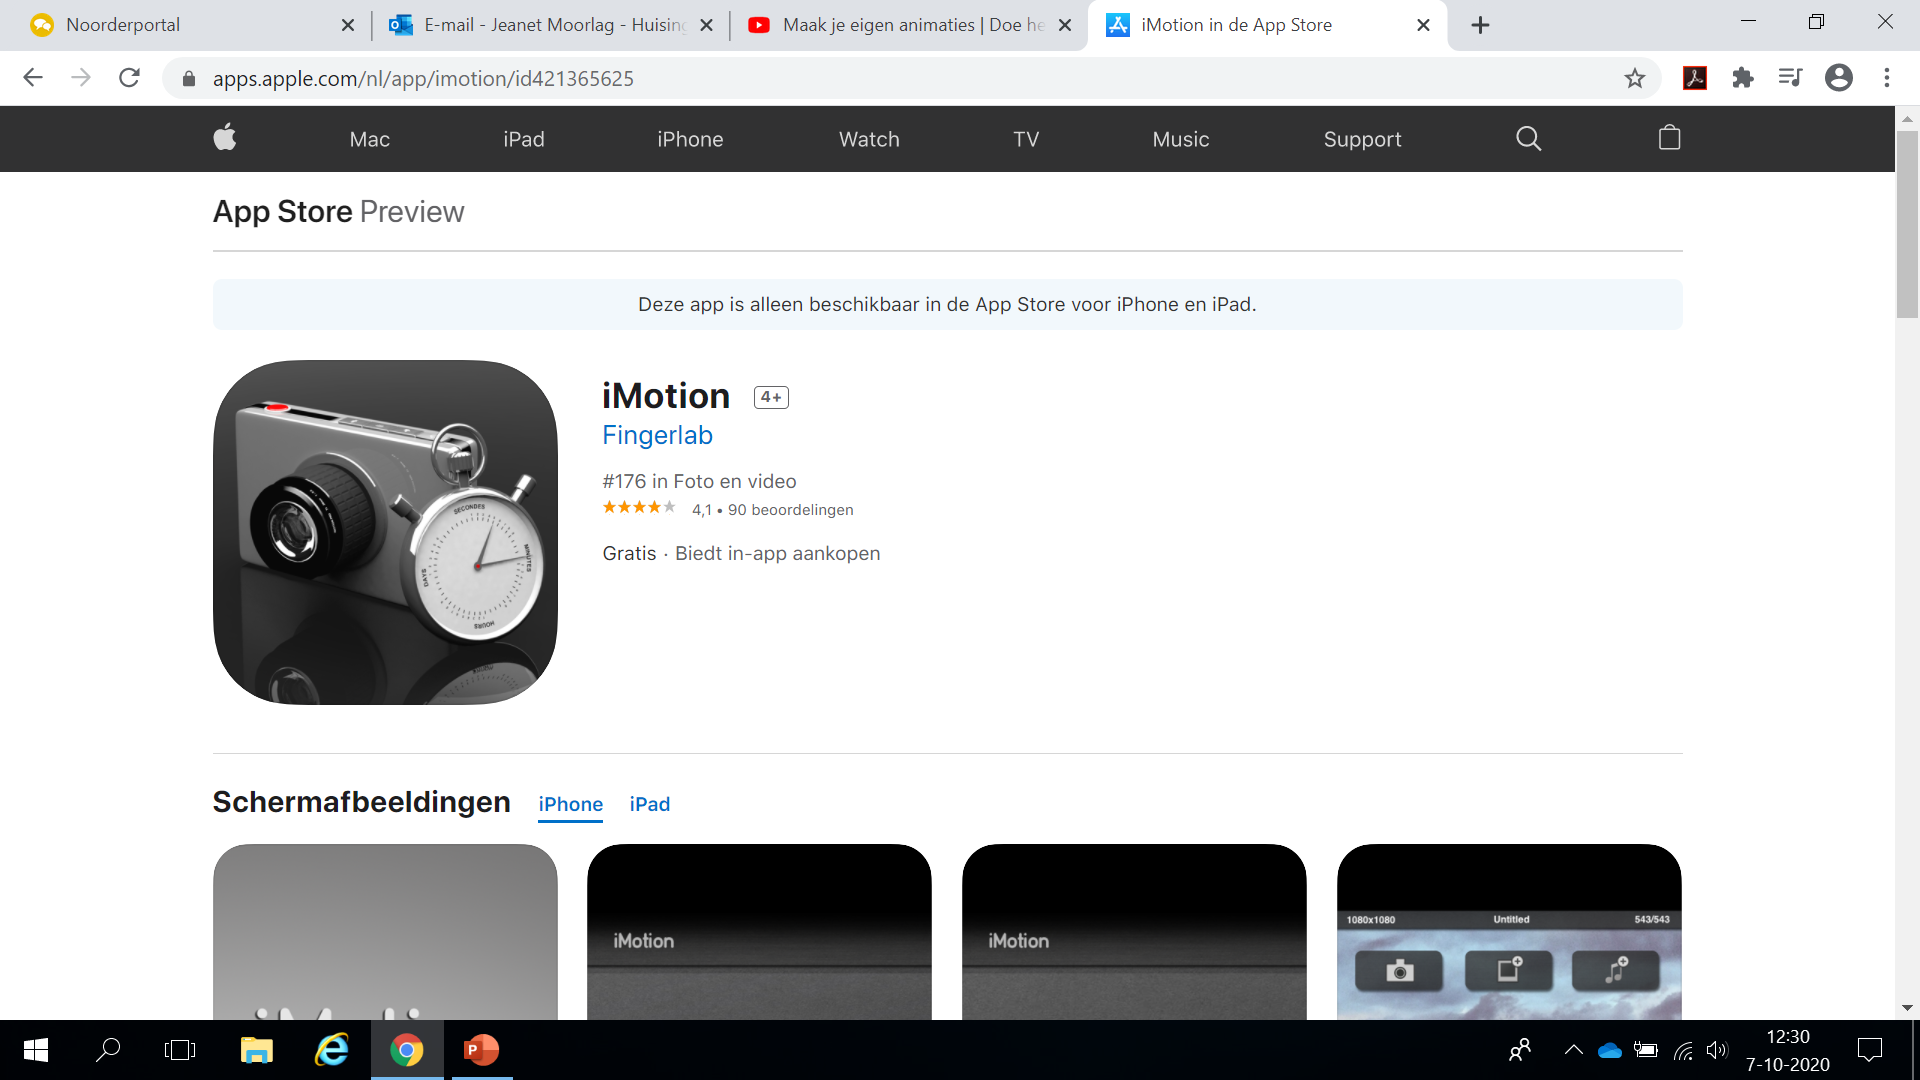 Noorderportal
E-mail - Jeanet Moorlag - Huising
Maak je eigen animaties | Doe he
iMotion in de App Store
apps.apple.com/nl/app/imotion/id421365625
Mac iPad iPhone Watch TV Music Support
App Store Preview
Deze app is alleen beschikbaar in de App Store voor iPhone en iPad.
iMotion 4+
Fingerlab
#176 in Foto en video
4,1 • 90 beoordelingen
Gratis · Biedt in-app aankopen
SECONDES
MINUTES
HOURS
DAYS
Schermafbeeldingen iPhone iPad
iMotion
iMotion
1080x1080 Untitled 543/543
12:30
7-10-2020